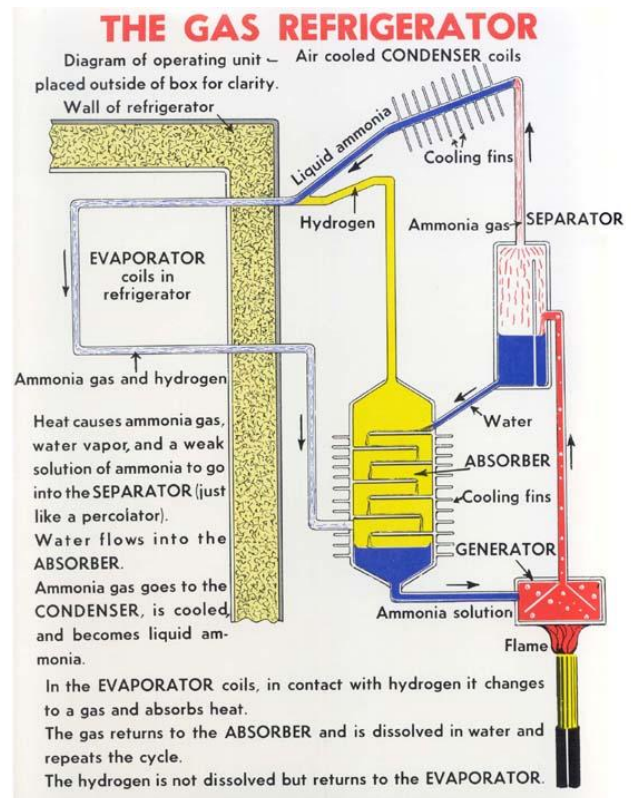 THE GAS REFRIGERATOR
Diagram of operating unit –
placed outside of box for clarity.
Air cooled CONDENSER coils
Wall of refrigerator
Liquid ammonia
Cooling fins
Hydrogen
Ammonia gas
SEPARATOR
EVAPORATOR
coils in
refrigerator
Ammonia gas and hydrogen
Water
ABSORBER
Cooling fins
GENERATOR
Ammonia solution
Flame
Heat causes ammonia gas,
water vapor, and a weak
solution of ammonia to go
into the SEPARATOR (just
like a percolator).
Water flows into the
ABSORBER.
Ammonia gas goes to the
CONDENSER, is cooled,
and becomes liquid am-
monia.
In the EVAPORATOR coils, in contact with hydrogen it changes
to a gas and absorbs heat.
The gas returns to the ABSORBER and is dissolved in water and
repeats the cycle.
The hydrogen is not dissolved but returns to the EVAPORATOR.